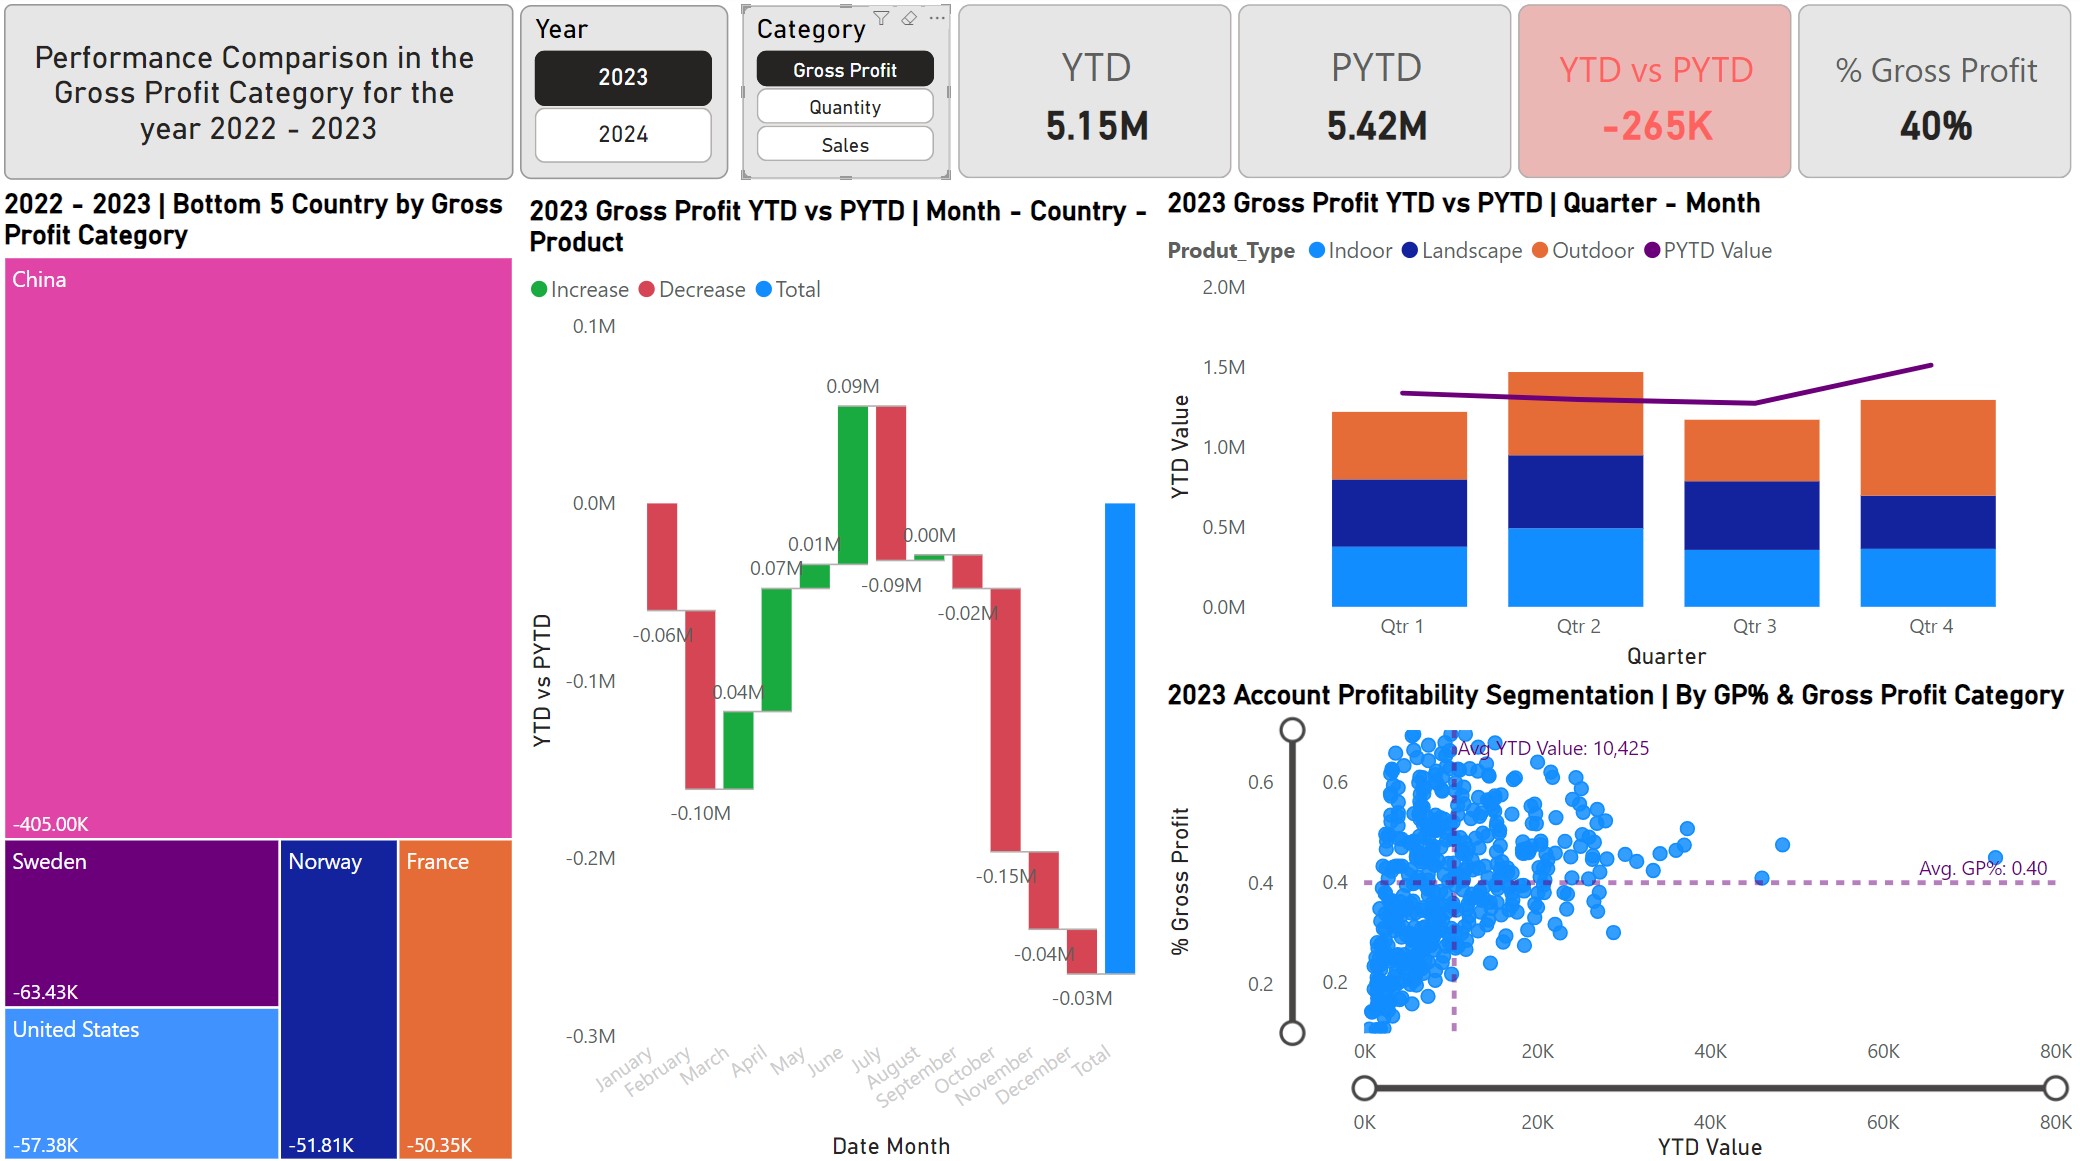 Performance Comparison in the
Gross Profit Category for the
year 2022 - 2023
Year
2023
2024
Category
Gross Profit
Quantity
Sales
YTD
5.15M
PYTD
5.42M
YTD vs PYTD
-265K
% Gross Profit
40%
2022 - 2023 | Bottom 5 Country by Gross
Profit Category
China
-405.00K
Sweden
-63.43K
United States
-57.38K
Norway
-51.81K
France
-50.35K
2023 Gross Profit YTD vs PYTD | Month - Country -
Product
Increase
Decrease
Total
YTD vs PYTD
0.1M
0.0M
-0.1M
-0.2M
-0.3M
-0.06M
-0.10M
0.04M
0.07M
0.01M
0.09M
-0.09M
0.00M
-0.02M
-0.15M
-0.04M
-0.03M
January
February
March
April
May
June
July
August
September
October
November
December
Total
Date Month
2023 Gross Profit YTD vs PYTD | Quarter - Month
Produt_Type
Indoor
Landscape
Outdoor
PYTD Value
YTD Value
2.0M
1.5M
1.0M
0.5M
0.0M
Qtr 1
Qtr 2
Qtr 3
Qtr 4
Quarter
2023 Account Profitability Segmentation | By GP% & Gross Profit Category
% Gross Profit
0.6
0.4
0.2
0.6
0.4
0.2
Avg YTD Value: 10,425
Avg. GP%: 0.40
0K
20K
40K
60K
80K
0K
20K
40K
60K
80K
YTD Value